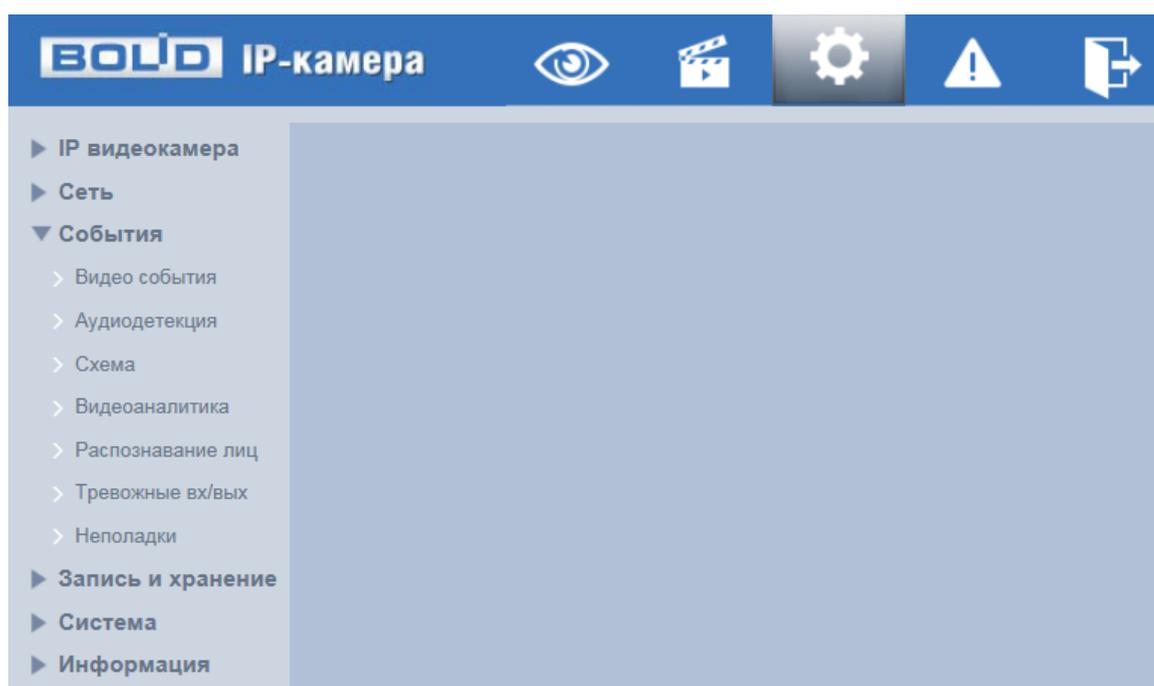 BOLID IP-камера
IP видеокамера
Сеть
События
Видео события
Аудиодетекция
Схема
Видеоаналитика
Распознавание лиц
Тревожные вх/вых
Неполадки
Запись и хранение
Система
Информация